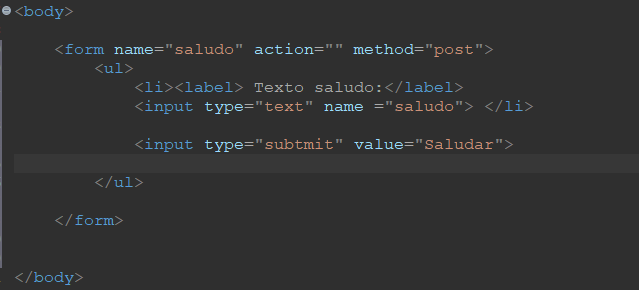 <body>
<form name="saludo" action="" method="post">
<ul>
<li><label> Texto saludo:</label>
<input type="text" name ="saludo"> </li>
<input type="subtmit" value="Saludar">
</ul>
</form>
</body>